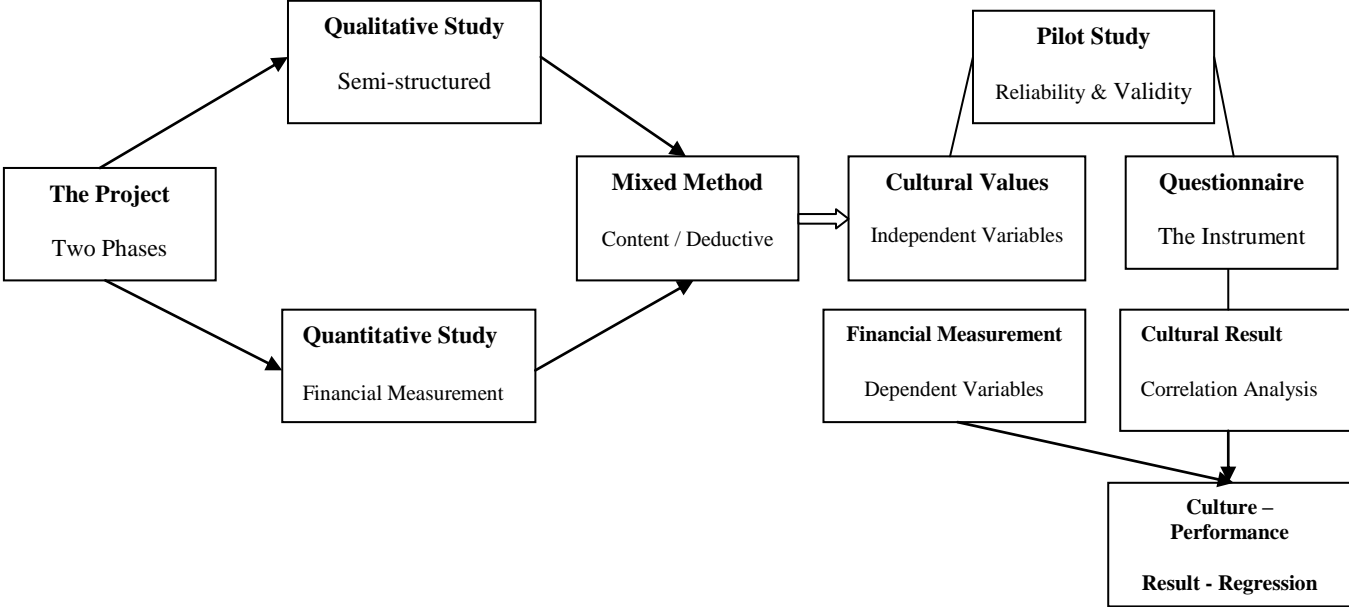 Qualitative Study
Semi-structured
Pilot Study
Reliability & Validity
The Project
Two Phases
Mixed Method
Content / Deductive
Cultural Values
Independent Variables
Questionnaire
The Instrument
Quantitative Study
Financial Measurement
Financial Measurement
Dependent Variables
Cultural Result
Correlation Analysis
Culture –
Performance
Result - Regression